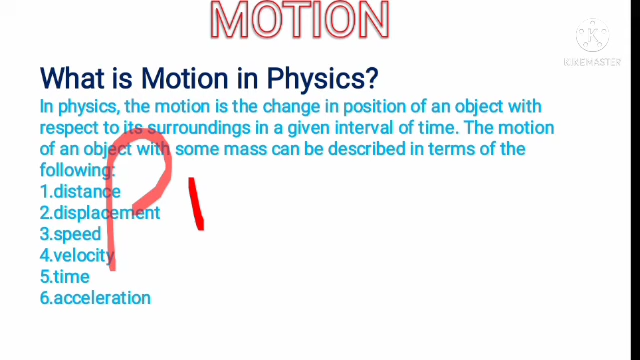 MOTION
K
KINEMASTER
What is Motion in Physics?
In physics, the motion is the change in position of an object with
respect to its surroundings in a given interval of time. The motion
of an object with some mass can be described in terms of the
following:
1.distance
2.displacement
3.speed
4.velocity
5.time
6.acceleration